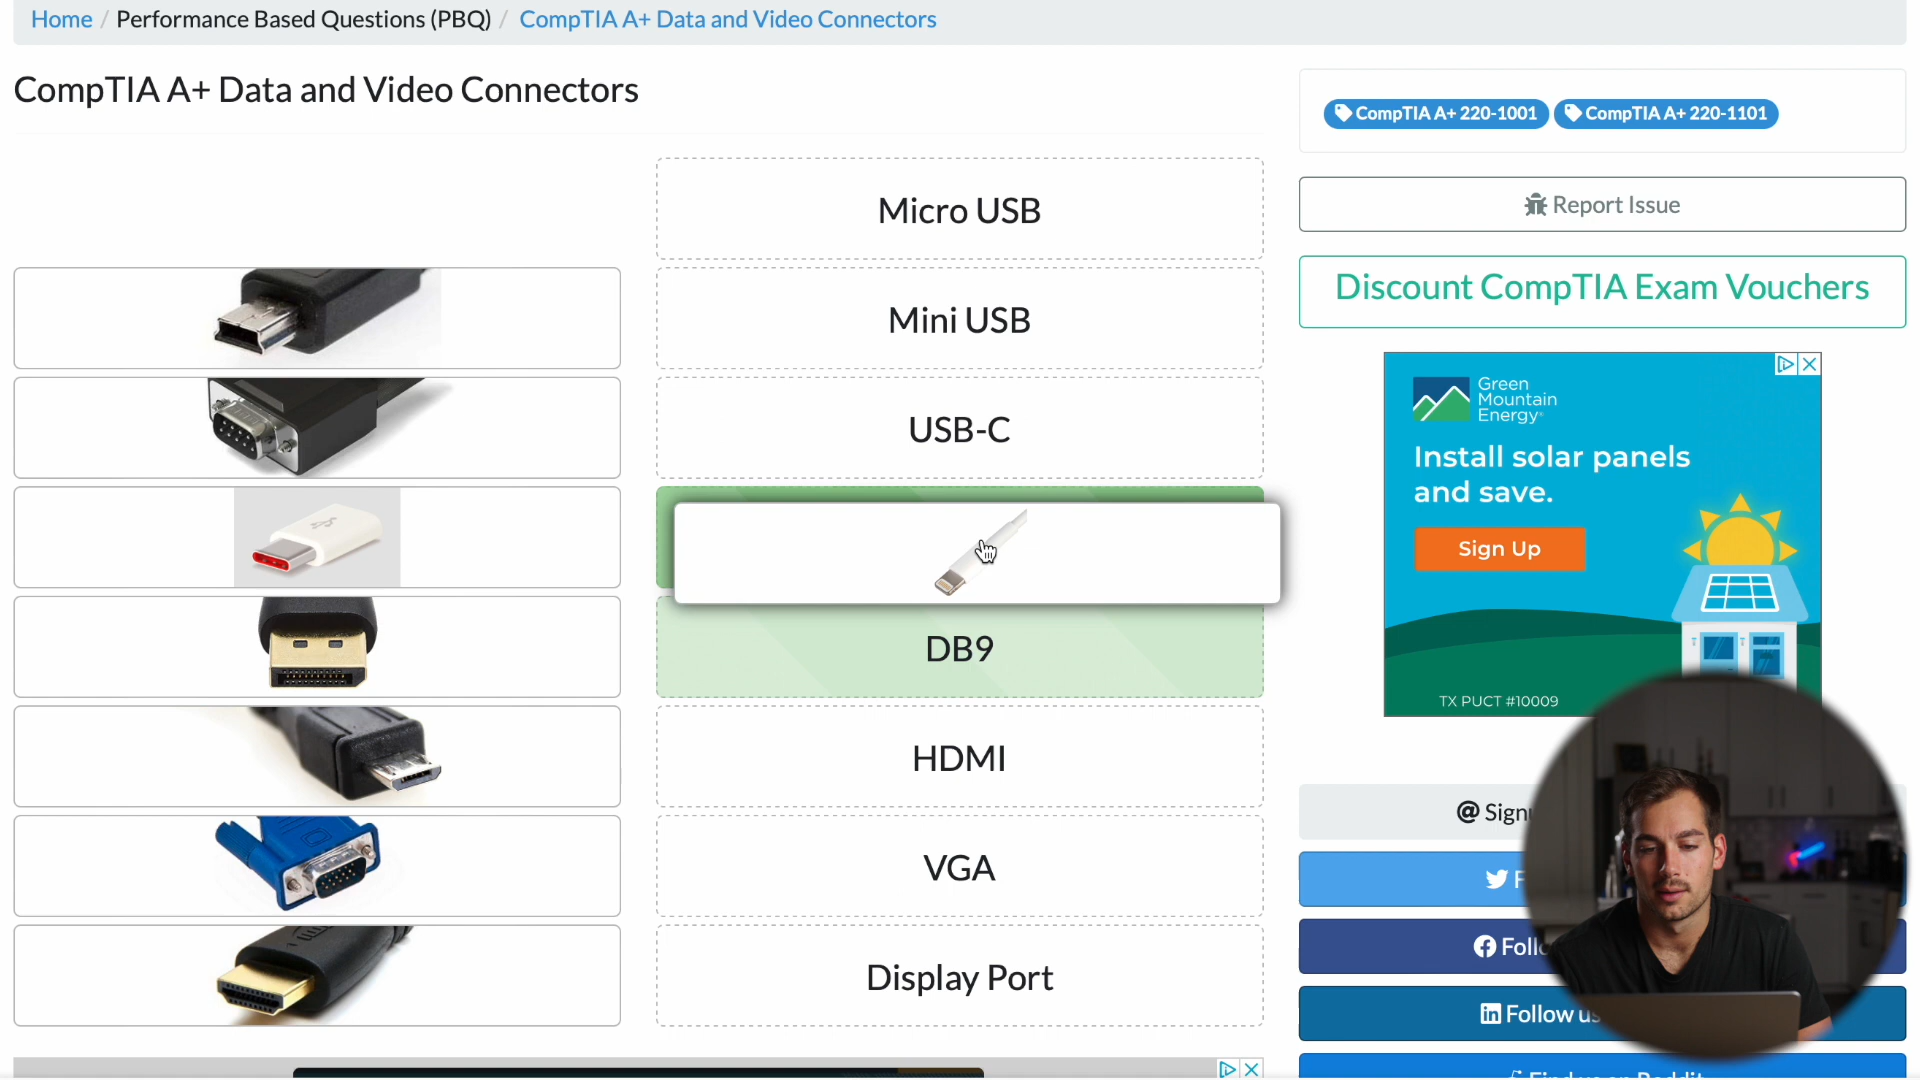 Home / Performance Based Questions (PBQ) / CompTIA A+ Data and Video Connectors
CompTIA A+ Data and Video Connectors
CompTIA A+ 220-1001 CompTIA A+ 220-1101
Report Issue
Discount CompTIA Exam Vouchers
Micro USB
Mini USB
USB-C
DB9
HDMI
VGA
Display Port
Green
Mountain
Energy
Install solar panels
and save.
Sign Up
TX PUCT #10009
Follow us